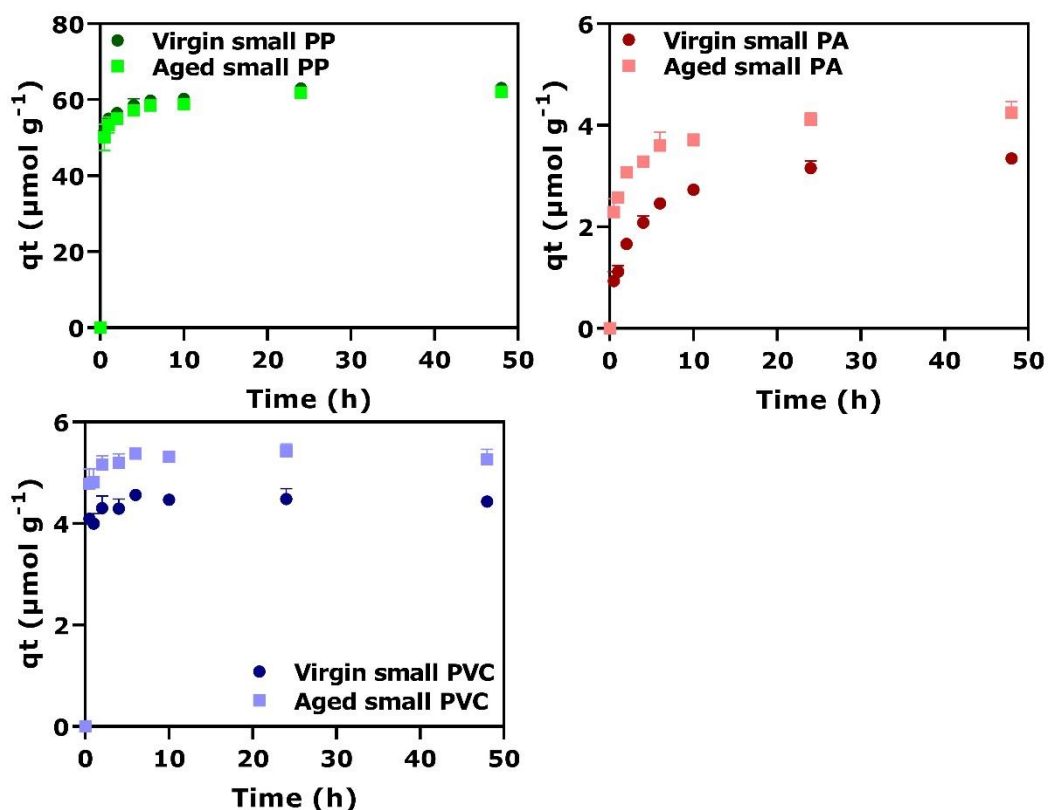 Virgin small PP
Aged small PP
qt (µmol g⁻¹)
80
60
40
20
0
0 10 20 30 40 50
Time (h)
Virgin small PA
Aged small PA
qt (µmol g⁻¹)
6
4
2
0
0 10 20 30 40 50
Time (h)
qt (µmol g⁻¹)
6
4
2
0
Virgin small PVC
Aged small PVC
0 10 20 30 40 50
Time (h)